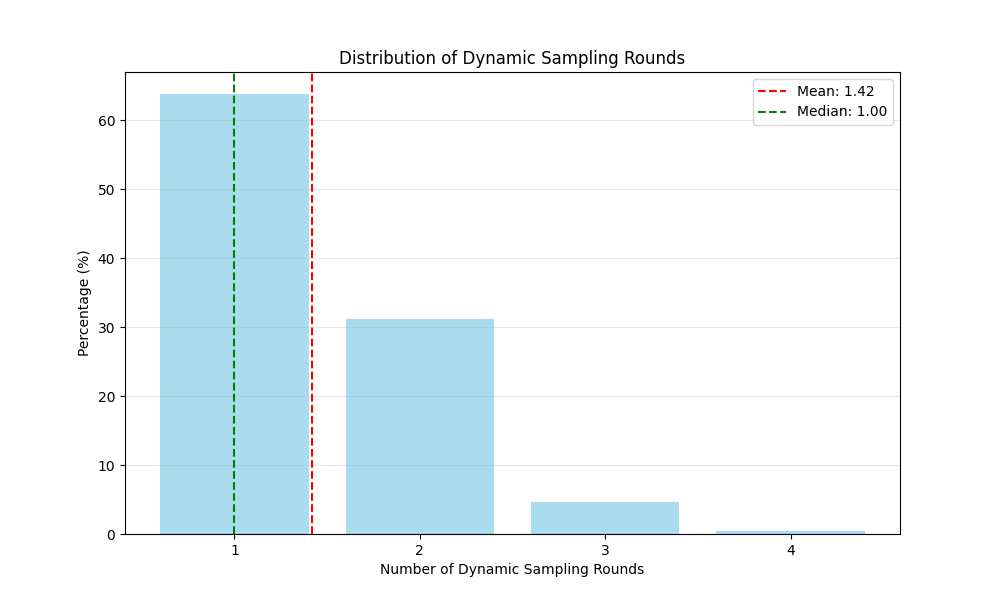 Distribution of Dynamic Sampling Rounds
Mean: 1.42
Median: 1.00
Percentage (%)
60
50
40
30
20
10
0
1 2 3 4
Number of Dynamic Sampling Rounds